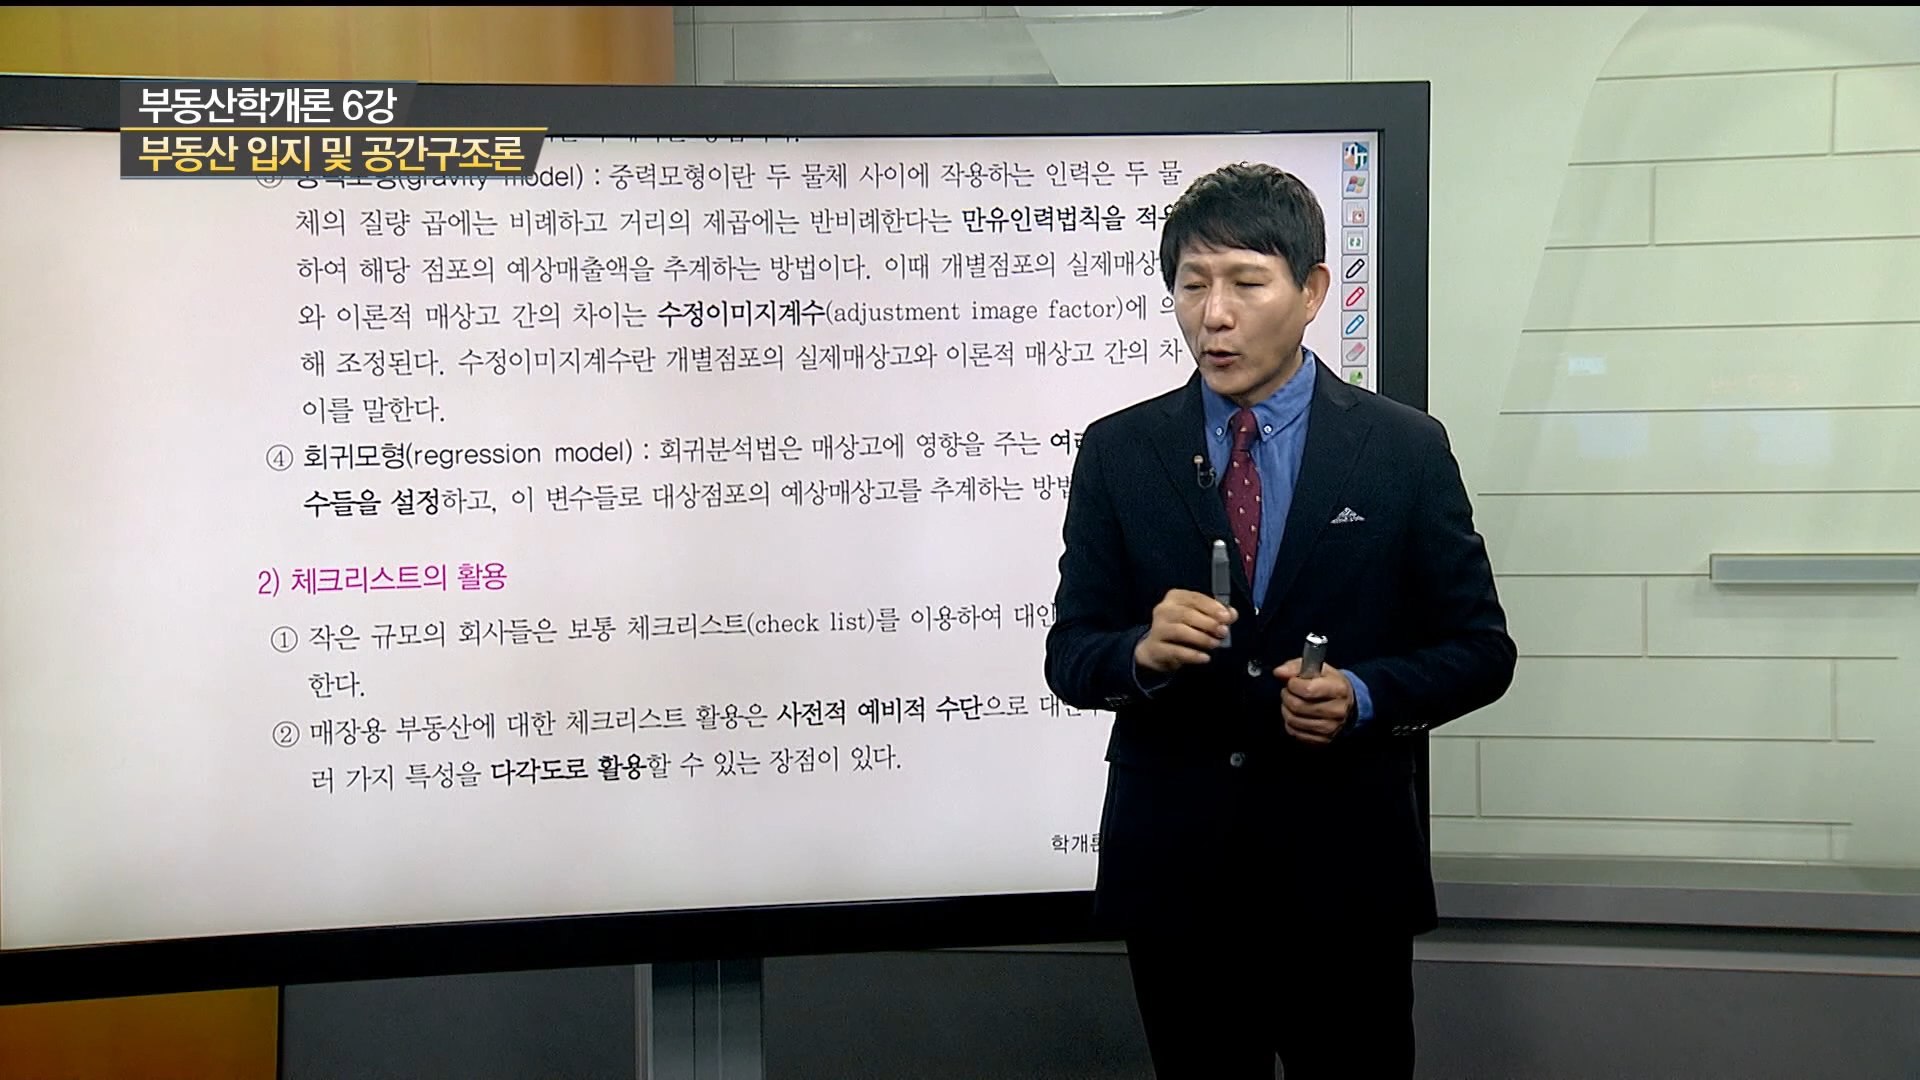 부동산학개론 6강
부동산 입지 및 공간구조론
(gravity model) : 중력모형이란 두 물체 사이에 작용하는 인력은 두 물
체의 질량 곱에는 비례하고 거리의 제곱에는 반비례한다는 만유인력법칙을 적용
하여 해당 점포의 예상매출액을 추계하는 방법이다. 이때 개별점포의 실제매상
와 이론적 매상고 간의 차이는 수정이미지계수(adjustment image factor)에 의
해 조정된다. 수정이미지계수란 개별점포의 실제매상고와 이론적 매상고 간의 차
이를 말한다.
④ 회귀모형(regression model) : 회귀분석법은 매상고에 영향을 주는
수들을 설정하고, 이 변수들로 대상점포의 예상매상고를 추계하는 방법
2) 체크리스트의 활용
① 작은 규모의 회사들은 보통 체크리스트(check list)를 이용하여
한다.
② 매장용 부동산에 대한 체크리스트 활용은 사전적 예비적 수단으로
러 가지 특성을 다각도로 활용할 수 있는 장점이 있다.
학개론